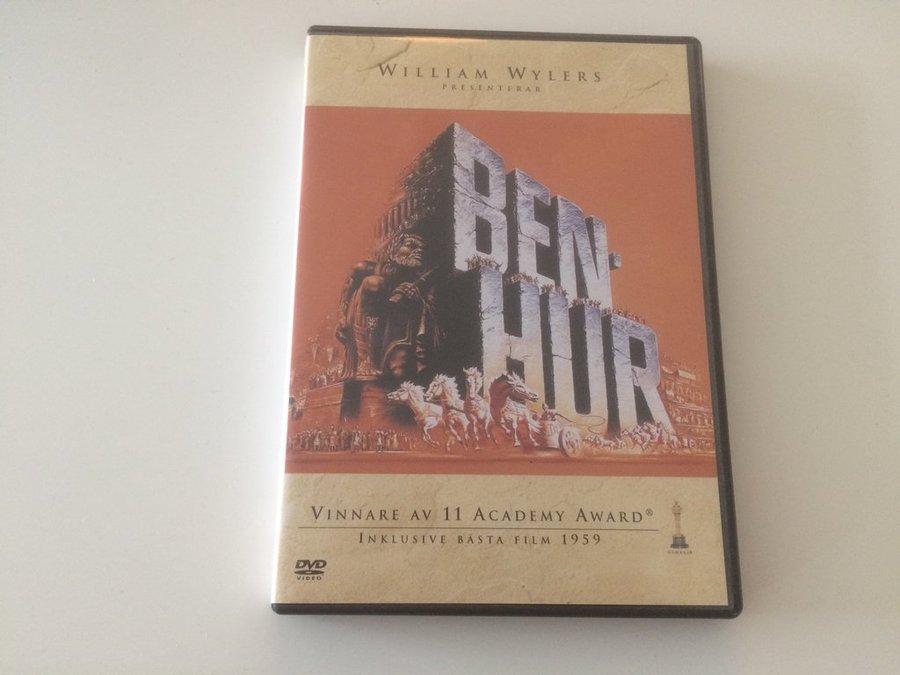 WILLIAM WYLERS
PRESENTERAR
BEN-
HUR
VINNARE AV 11 ACADEMY AWARD®
INKLUSIVE BÄSTA FILM 1959
DVD
VIDEO